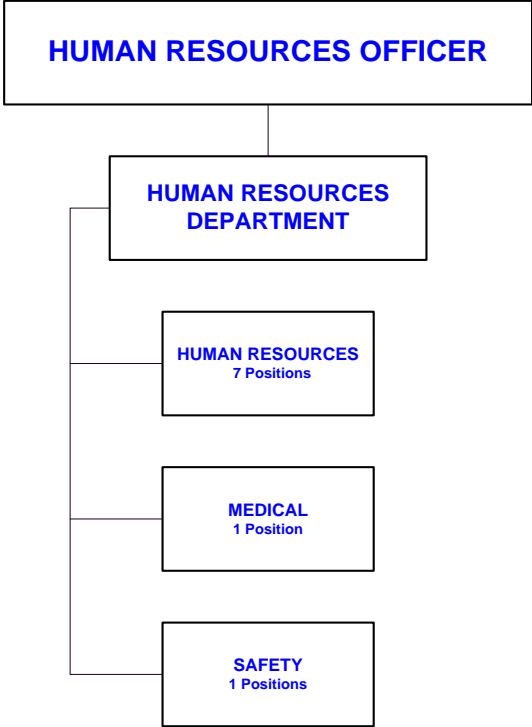 HUMAN RESOURCES OFFICER
HUMAN RESOURCES
DEPARTMENT
HUMAN RESOURCES
7 Positions
MEDICAL
1 Position
SAFETY
1 Positions